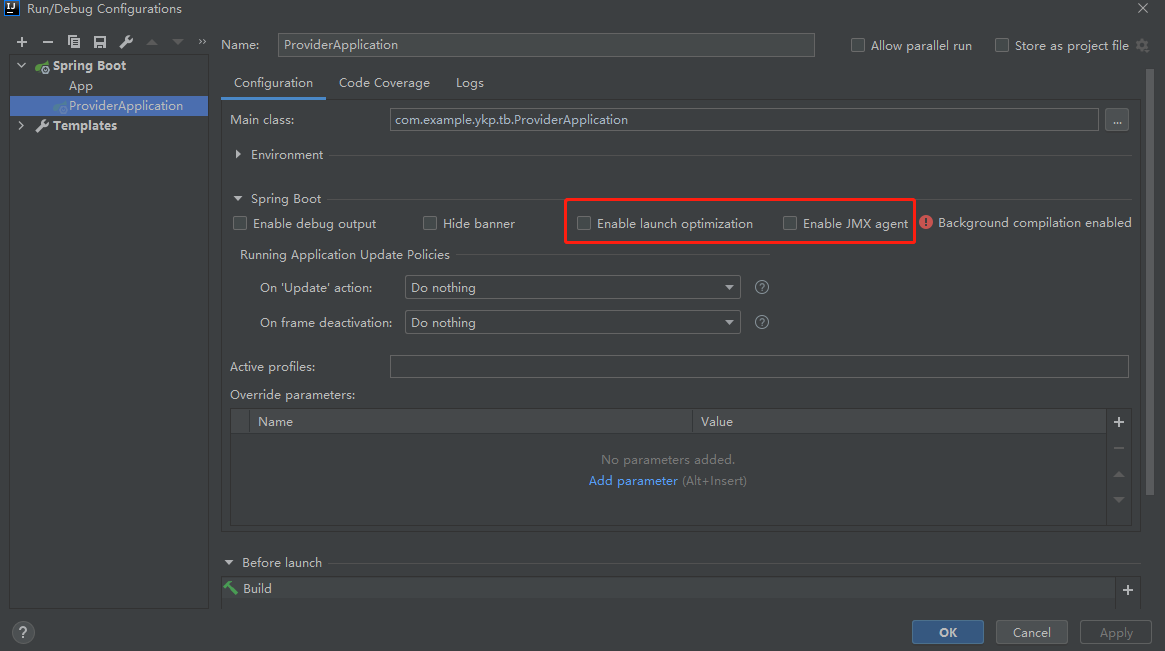 IJ Run/Debug Configurations
Name: ProviderApplication Allow parallel run Store as project file
Spring Boot
App
ProviderApplication
Templates
Configuration Code Coverage Logs
Main class: com.example.ykp.tb.ProviderApplication ...
Environment
Spring Boot
Enable debug output Hide banner Enable launch optimization Enable JMX agent Background compilation enabled
Running Application Update Policies
On 'Update' action: Do nothing ?
On frame deactivation: Do nothing ?
Active profiles:
Override parameters:
Name Value
No parameters added.
Add parameter (Alt+Insert)
Before launch
Build
? OK Cancel Apply